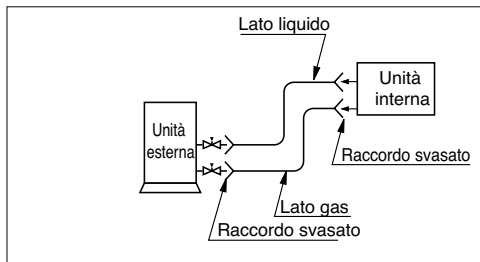 Lato liquido
Unità
interna
Unità
esterna
Raccordo svasato
Lato gas
Raccordo svasato